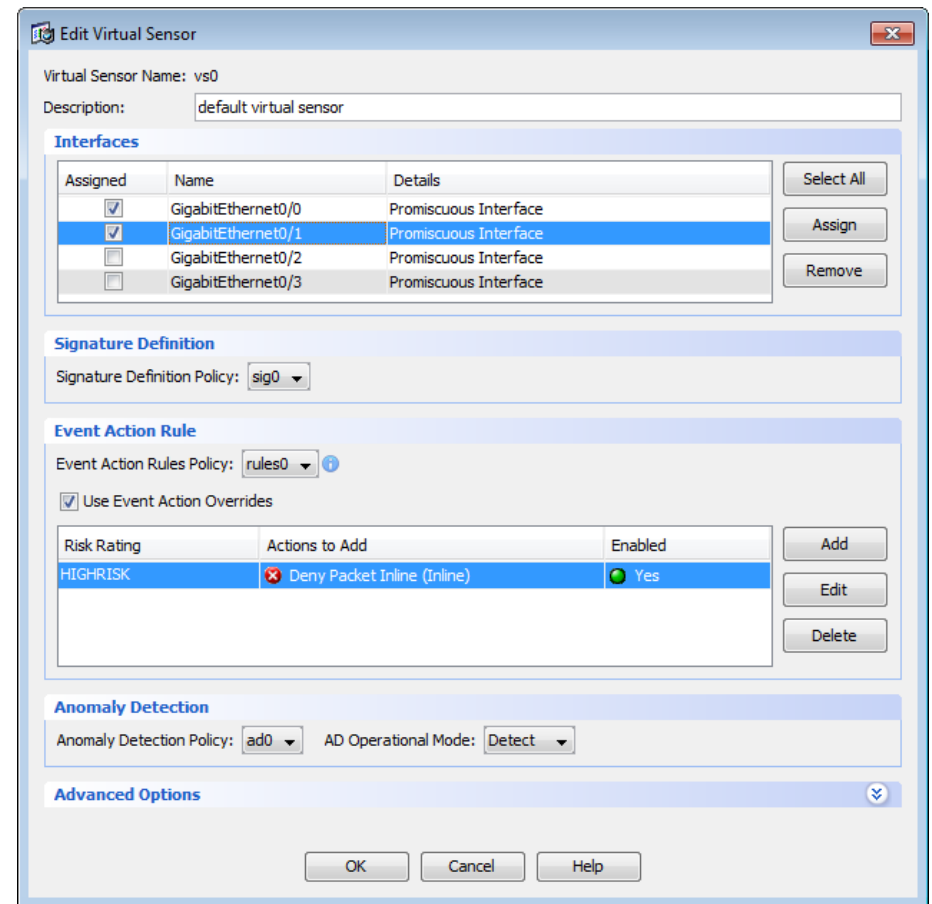 Edit Virtual Sensor
Virtual Sensor Name: vs0
Description: default virtual sensor
Interfaces
Assigned Name Details
GigabitEthernet0/0 Promiscuous Interface
GigabitEthernet0/1 Promiscuous Interface
GigabitEthernet0/2 Promiscuous Interface
GigabitEthernet0/3 Promiscuous Interface
Select All
Assign
Remove
Signature Definition
Signature Definition Policy: sig0
Event Action Rule
Event Action Rules Policy: rules0
Use Event Action Overrides
Risk Rating Actions to Add Enabled
HIGHRISK Deny Packet Inline (Inline) Yes
Add
Edit
Delete
Anomaly Detection
Anomaly Detection Policy: ad0 AD Operational Mode: Detect
Advanced Options
OK Cancel Help